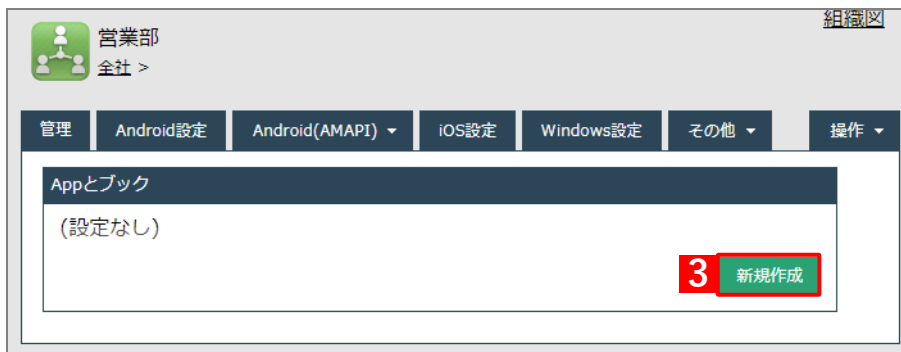 組織図
営業部
全社 >
管理 Android設定 Android(AMAPI) iOS設定 Windows設定 その他 操作
Appとブック
(設定なし)
3 新規作成